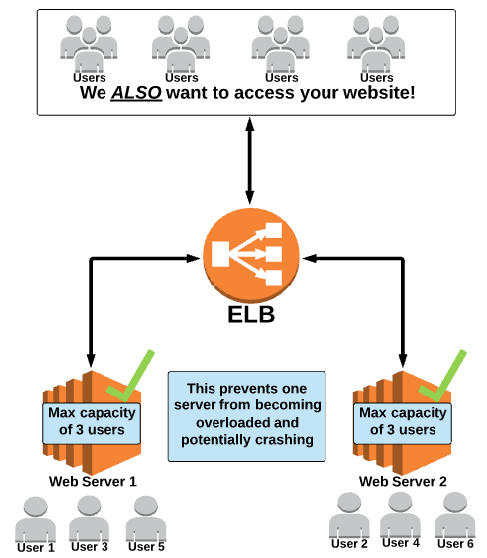 Users Users Users Users
We ALSO want to access your website!
ELB
Max capacity
of 3 users
This prevents one
server from becoming
overloaded and
potentially crashing
Max capacity
of 3 users
Web Server 1
Web Server 2
User 1 User 3 User 5
User 2 User 4 User 6